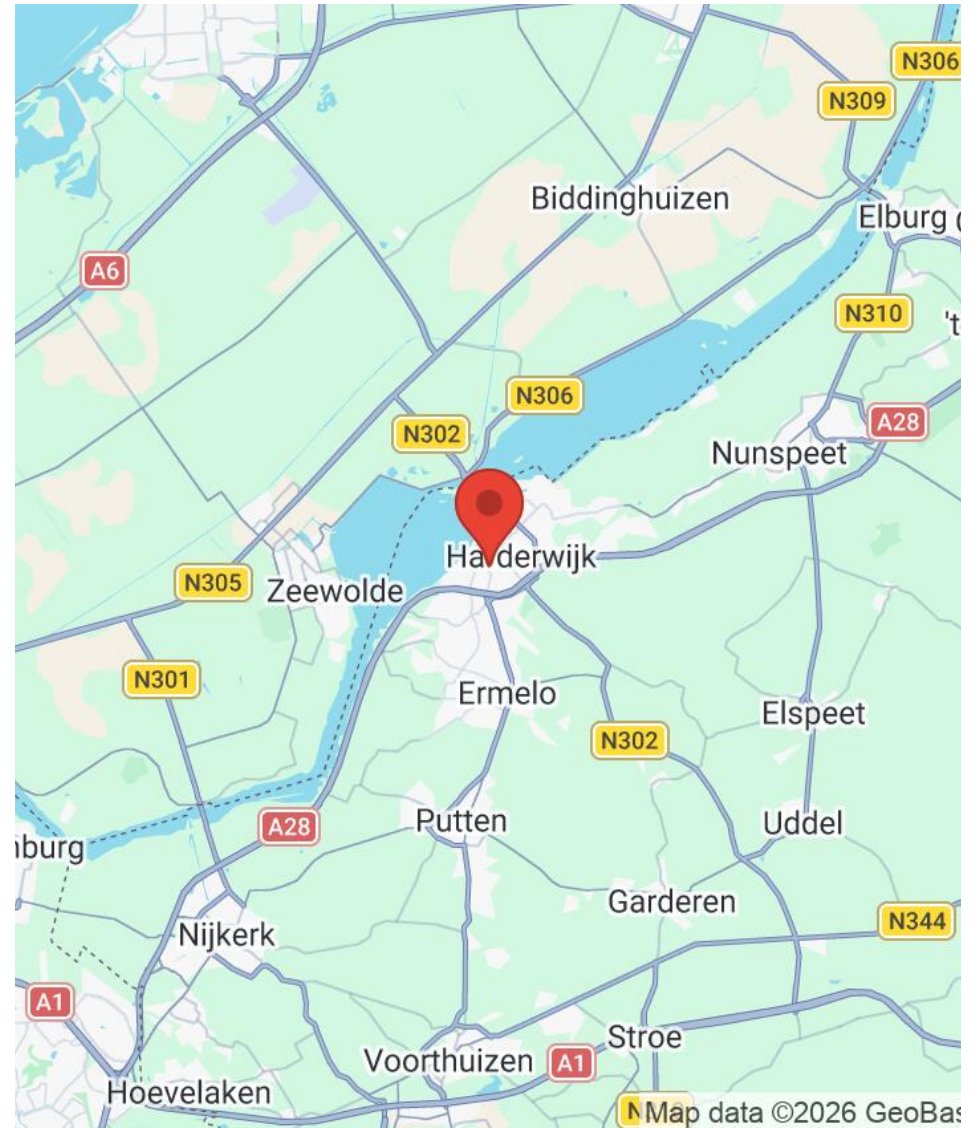 N306
N309
Biddinghuizen
Elburg
A6
N310
't
N306
A28
N302
Nunspeet
Harderwijk
N305
Zeewolde
N301
Ermelo
Elspeet
N302
A28
Putten
Uddel
nburg
Garderen
N344
Nijkerk
A1
Stroe
Voorthuizen
A1
Hoevelaken
Map data ©2026 GeoBas